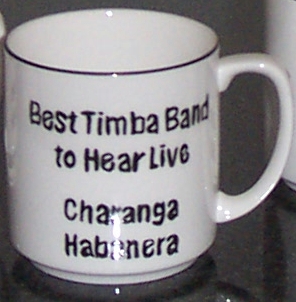 Best Timba Band
to Hear Live
Charanga
Habanera